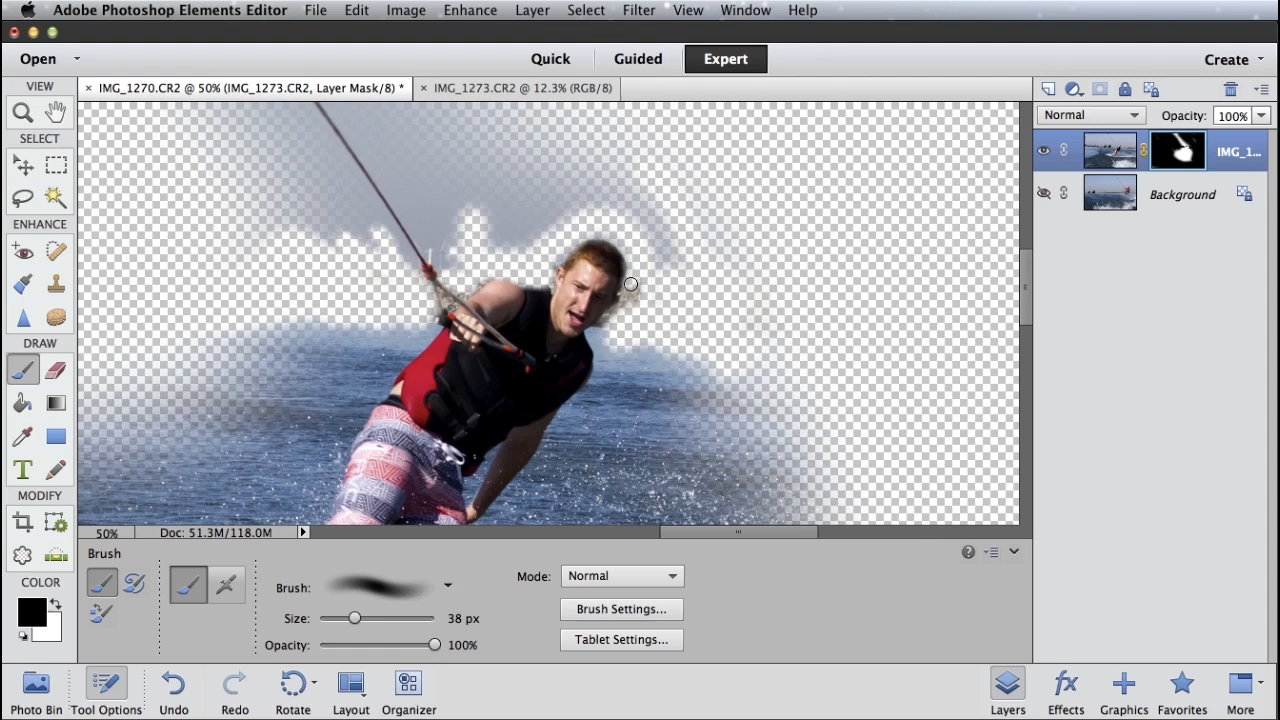 Adobe Photoshop Elements Editor File Edit Image Enhance Layer Select Filter View Window Help
Open Quick Guided Expert Create
VIEW
× IMG_1270.CR2 @ 50% (IMG_1273.CR2, Layer Mask/8) * × IMG_1273.CR2 @ 12.3% (RGB/8)
Normal Opacity: 100%
SELECT
IMG_1...
Background
ENHANCE
DRAW
T
MODIFY
50% Doc: 51.3M/118.0M
Brush
COLOR
Brush: Mode: Normal
Size: 38 px Brush Settings...
Opacity: 100% Tablet Settings...
Photo Bin Tool Options Undo Redo Rotate Layout Organizer Layers Effects Graphics Favorites More